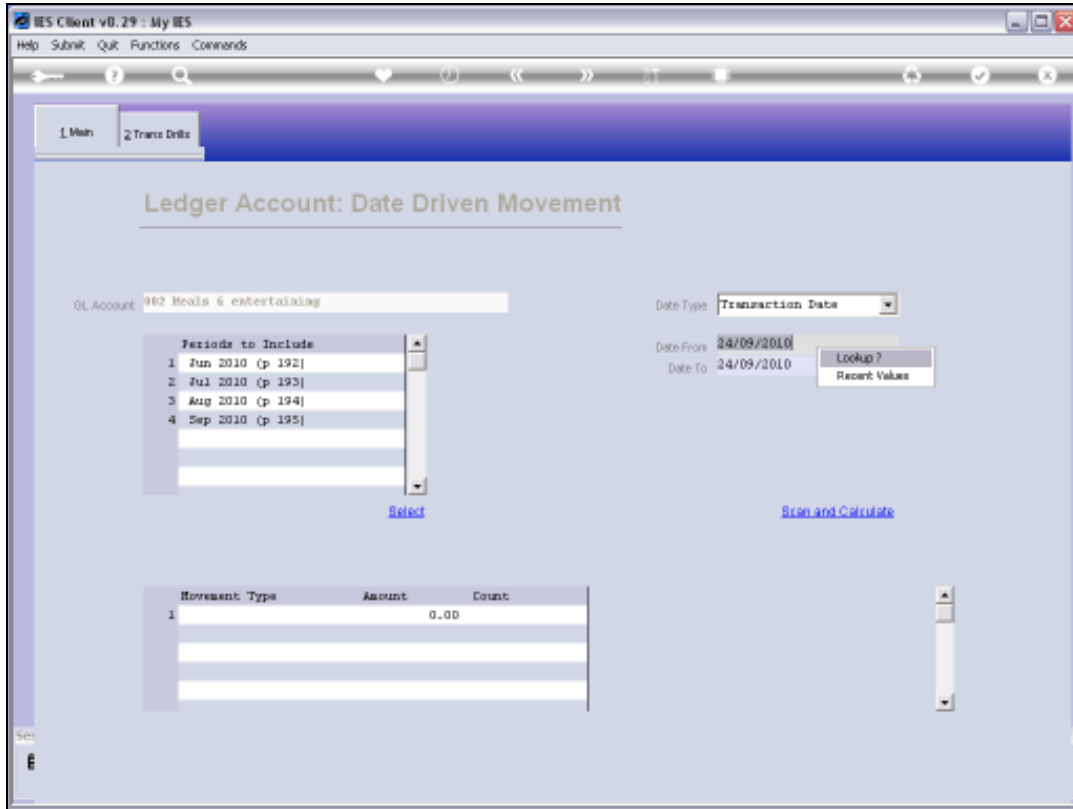 IES Client v8.29 : My IES
Help Submit Quit Functions Commands
1 Main 2 Trans Drills
Ledger Account: Date Driven Movement
GL Account 002 Meals & entertaining
Date Type Transaction Date
Periods to Include
Date From 24/09/2010
Date To 24/09/2010
Lookup ?
Recent Values
1 Jun 2010 (p 192)
2 Jul 2010 (p 193)
3 Aug 2010 (p 194)
4 Sep 2010 (p 195)
Select
Scan and Calculate
Movement Type Amount Count
1 0.00